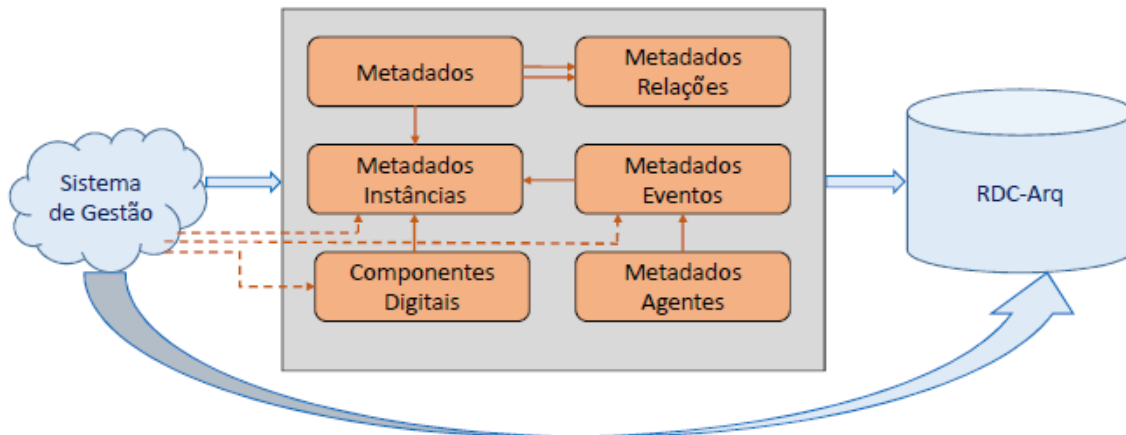 Metadados
Metadados
Relações
Sistema
de Gestão
Metadados
Instâncias
Metadados
Eventos
RDC-Arq
Componentes
Digitais
Metadados
Agentes